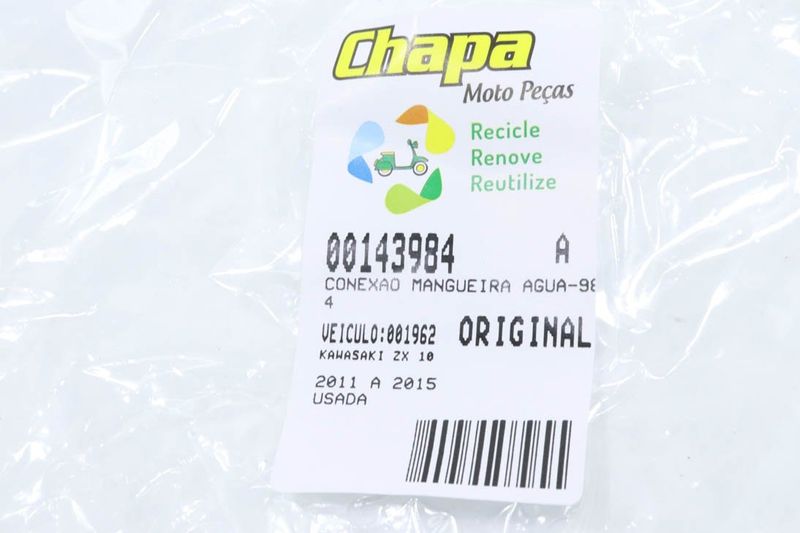 Chapa
Moto Peças
Recicle
Renove
Reutilize
00143984 A
CONEXAO MANGUEIRA AGUA-98
4
VEICULO:001962 ORIGINAL
KAWASAKI ZX 10
2011 A 2015
USADA